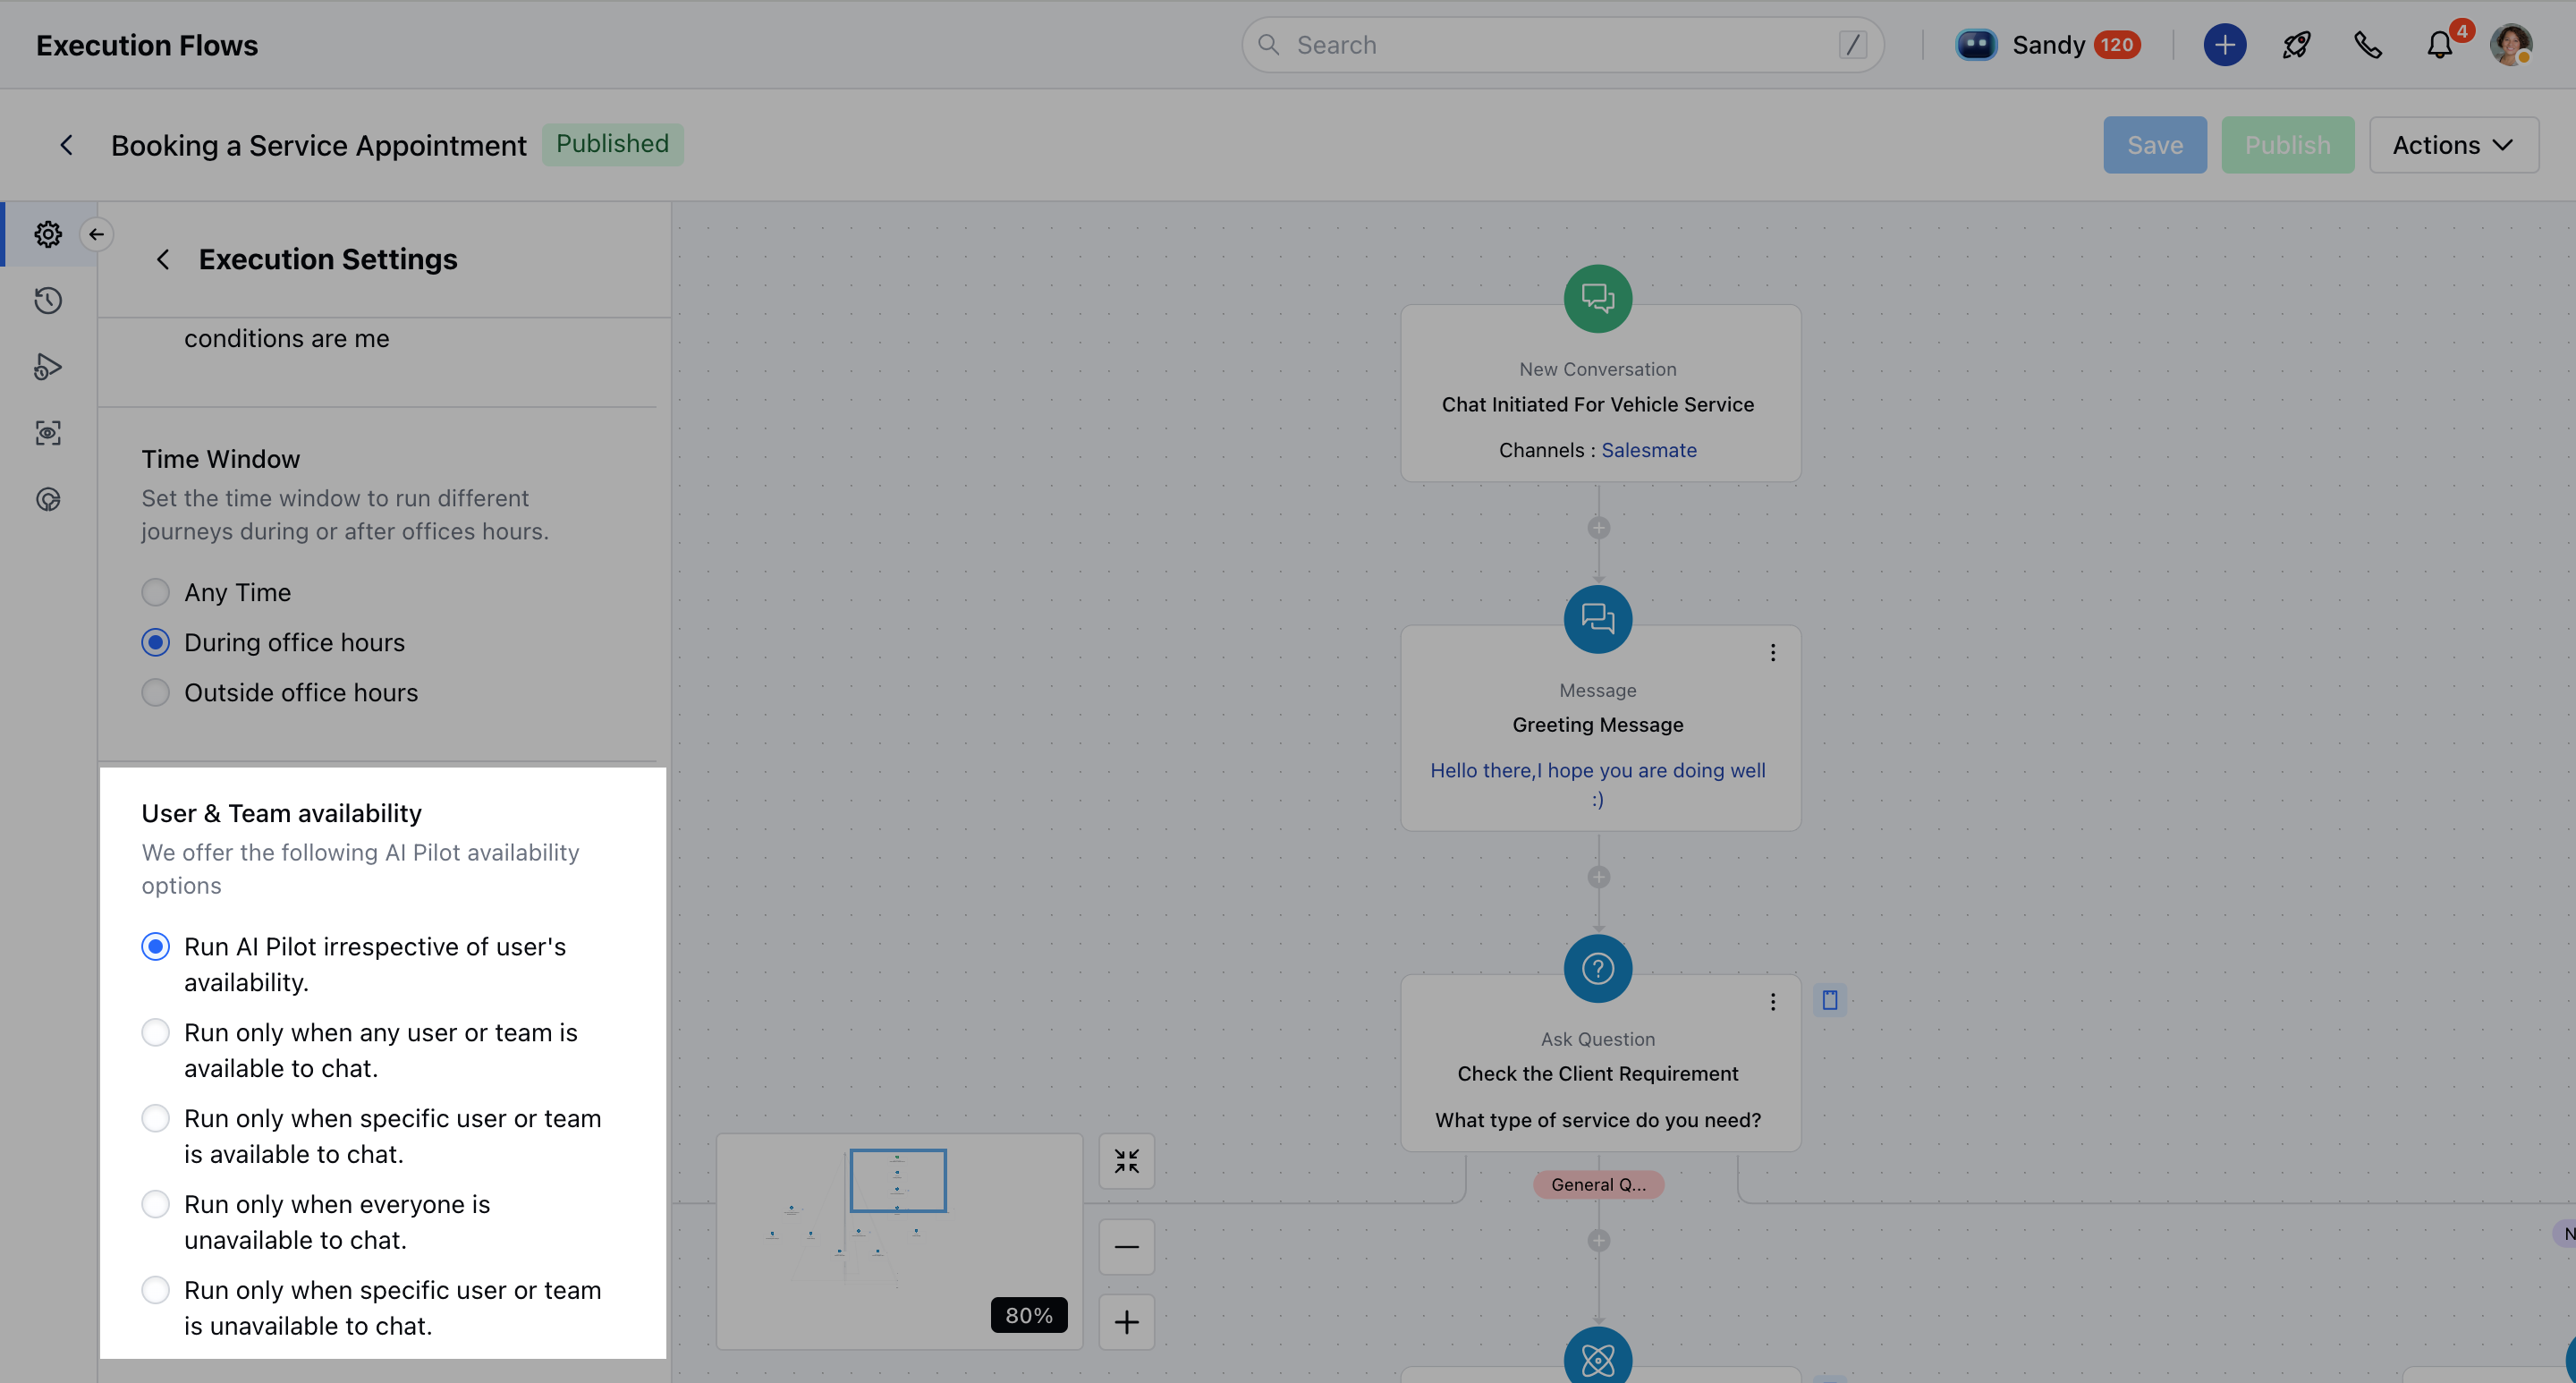 Execution Flows
Search
/
Sandy 120
4
Booking a Service Appointment
Published
Save
Publish
Actions
Execution Settings
conditions are me
Time Window
Set the time window to run different
journeys during or after offices hours.
Any Time
During office hours
Outside office hours
User & Team availability
We offer the following AI Pilot availability
options
Run AI Pilot irrespective of user's
availability.
Run only when any user or team is
available to chat.
Run only when specific user or team
is available to chat.
Run only when everyone is
unavailable to chat.
Run only when specific user or team
is unavailable to chat.
New Conversation
Chat Initiated For Vehicle Service
Channels : Salesmate
Message
Greeting Message
Hello there,I hope you are doing well
:)
Ask Question
Check the Client Requirement
What type of service do you need?
General Q...
N
80%